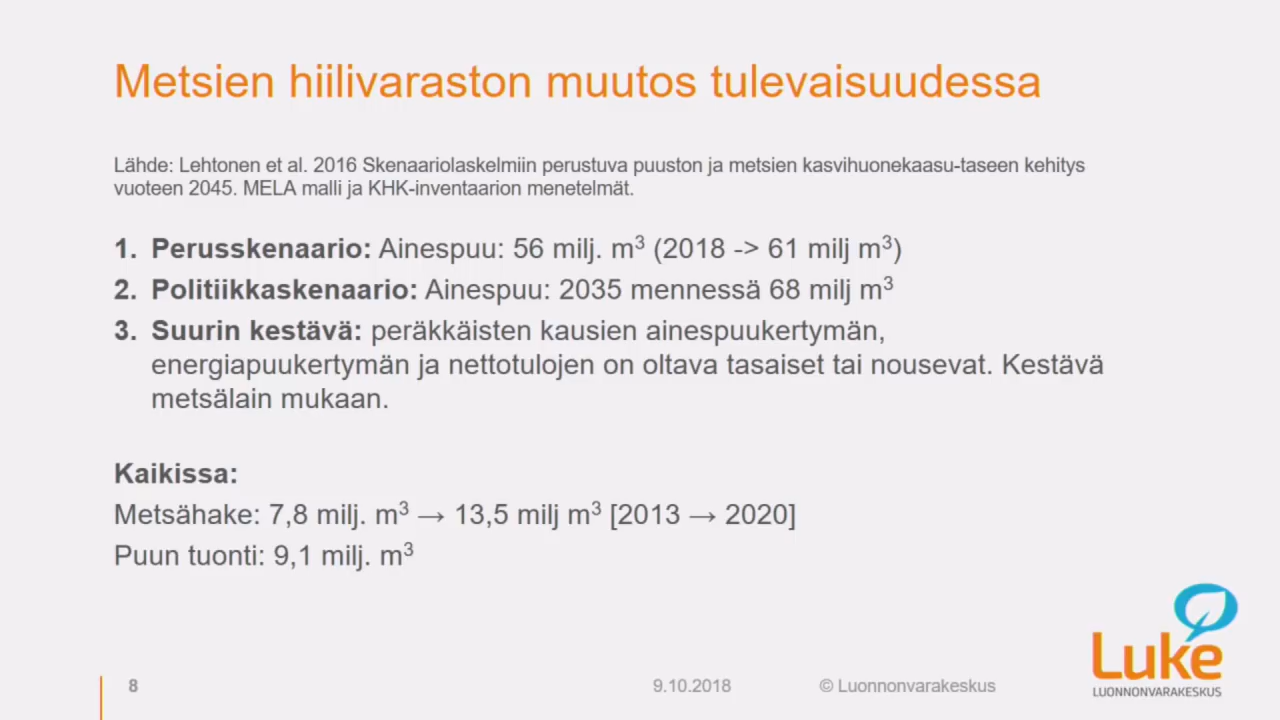 Metsien hiilivaraston muutos tulevaisuudessa
Lähde: Lehtonen et al. 2016 Skenaariolaskelmiin perustuva puuston ja metsien kasvihuonekaasu-taseen kehitys
vuoteen 2045. MELA malli ja KHK-inventaarion menetelmät.
1. Perusskenaario: Ainespuu: 56 milj. m³ (2018 -> 61 milj m³)
2. Politiikkaskenaario: Ainespuu: 2035 mennessä 68 milj m³
3. Suurin kestävä: peräkkäisten kausien ainespuukertymän,
energiapuukertymän ja nettotulojen on oltava tasaiset tai nousevat. Kestävä
metsälain mukaan.
Kaikissa:
Metsähake: 7,8 milj. m³ → 13,5 milj m³ [2013 → 2020]
Puun tuonti: 9,1 milj. m³
Luke
LUONNONVARAKESKUS
8 9.10.2018 © Luonnonvarakeskus